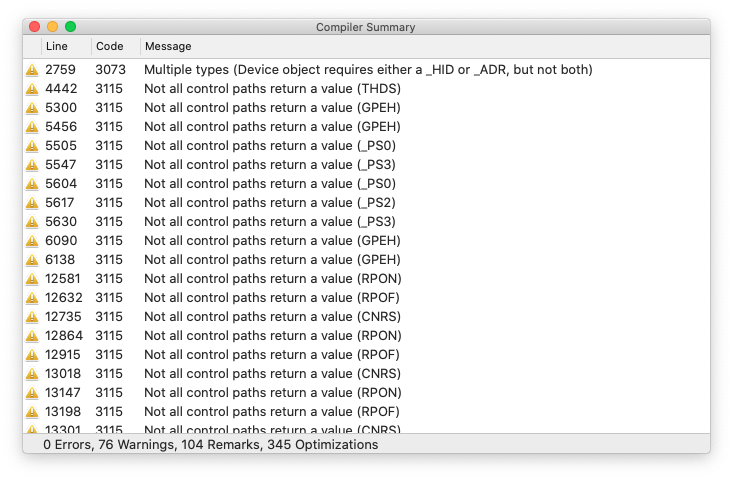 Compiler Summary
Line Code Message
2759 3073 Multiple types (Device object requires either a _HID or _ADR, but not both)
4442 3115 Not all control paths return a value (THDS)
5300 3115 Not all control paths return a value (GPEH)
5456 3115 Not all control paths return a value (GPEH)
5505 3115 Not all control paths return a value (_PS0)
5547 3115 Not all control paths return a value (_PS3)
5604 3115 Not all control paths return a value (_PS0)
5617 3115 Not all control paths return a value (_PS2)
5630 3115 Not all control paths return a value (_PS3)
6090 3115 Not all control paths return a value (GPEH)
6138 3115 Not all control paths return a value (GPEH)
12581 3115 Not all control paths return a value (RPON)
12632 3115 Not all control paths return a value (RPOF)
12735 3115 Not all control paths return a value (CNRS)
12864 3115 Not all control paths return a value (RPON)
12915 3115 Not all control paths return a value (RPOF)
13018 3115 Not all control paths return a value (CNRS)
13147 3115 Not all control paths return a value (RPON)
13198 3115 Not all control paths return a value (RPOF)
13301 3115 Not all control paths return a value (CNRS)
0 Errors, 76 Warnings, 104 Remarks, 345 Optimizations